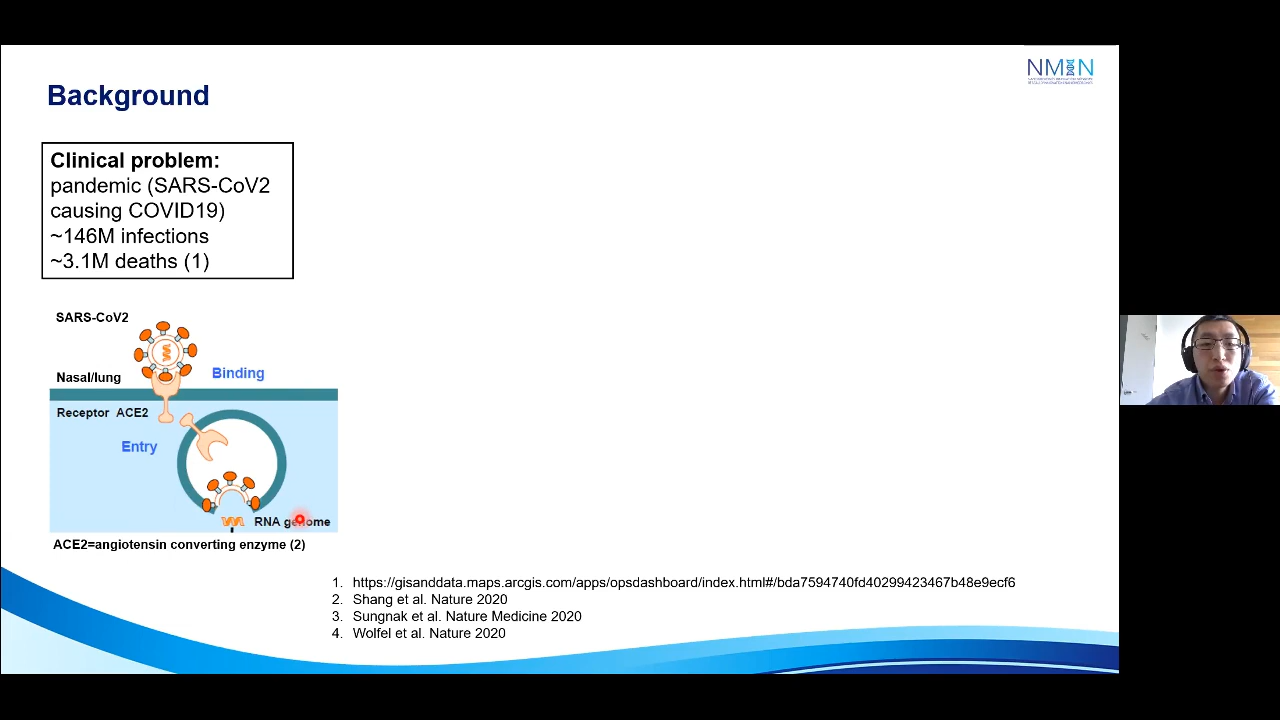 NMIN
Background
Clinical problem:
pandemic (SARS-CoV2
causing COVID19)
~146M infections
~3.1M deaths (1)
SARS-CoV2
Nasal/lung
Binding
Receptor ACE2
Entry
RNA genome
ACE2=angiotensin converting enzyme (2)
1. https://gisanddata.maps.arcgis.com/apps/opsdashboard/index.html#/bda7594740fd40299423467b48e9ecf6
2. Shang et al. Nature 2020
3. Sungnak et al. Nature Medicine 2020
4. Wolfel et al. Nature 2020